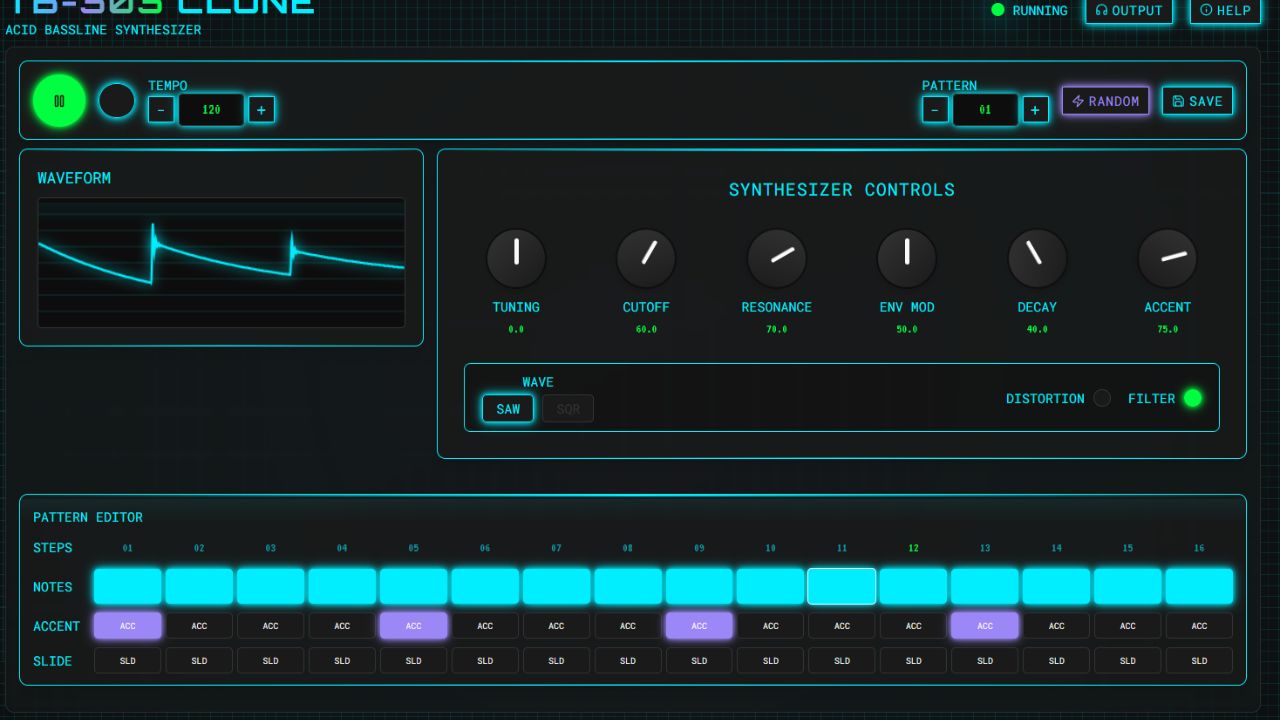 TB-303 CLONE
ACID BASSLINE SYNTHESIZER
RUNNING OUTPUT HELP
TEMPO
- 120 +
PATTERN
- 01 +
RANDOM SAVE
WAVEFORM
SYNTHESIZER CONTROLS
TUNING CUTOFF RESONANCE ENV MOD DECAY ACCENT
0.0 60.0 70.0 50.0 40.0 75.0
WAVE
SAW SQR
DISTORTION FILTER
PATTERN EDITOR
STEPS 01 02 03 04 05 06 07 08 09 10 11 12 13 14 15 16
NOTES
ACCENT ACC ACC ACC ACC ACC ACC ACC ACC ACC ACC ACC ACC ACC ACC ACC ACC
SLIDE SLD SLD SLD SLD SLD SLD SLD SLD SLD SLD SLD SLD SLD SLD SLD SLD